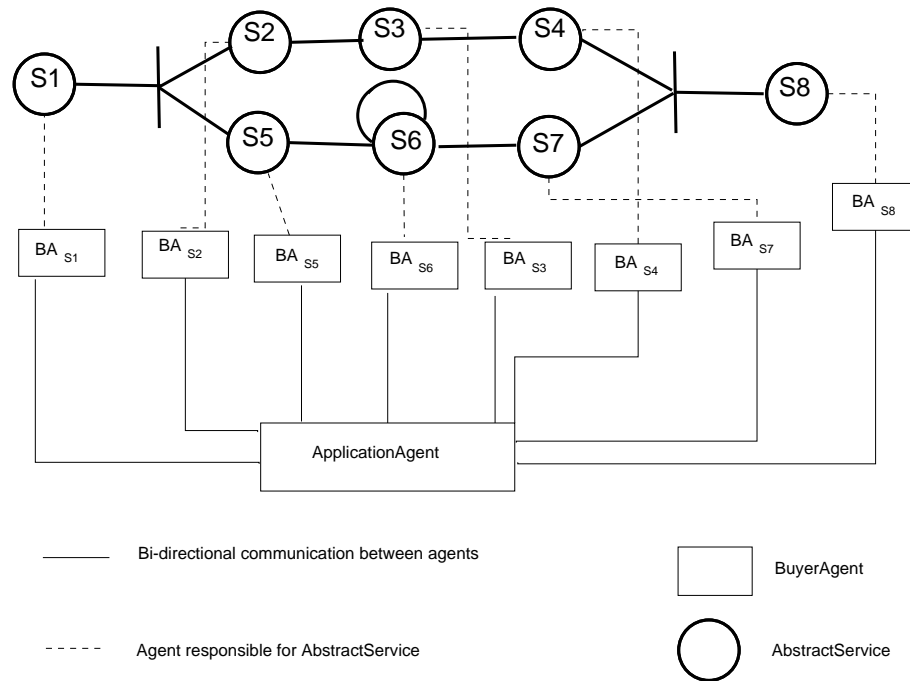 S1
S2
S3
S4
S5
S6
S7
S8
BA S1
BA S2
BA S5
BA S6
BA S3
BA S4
BA S7
BA S8
ApplicationAgent
Bi-directional communication between agents
BuyerAgent
Agent responsible for AbstractService
AbstractService